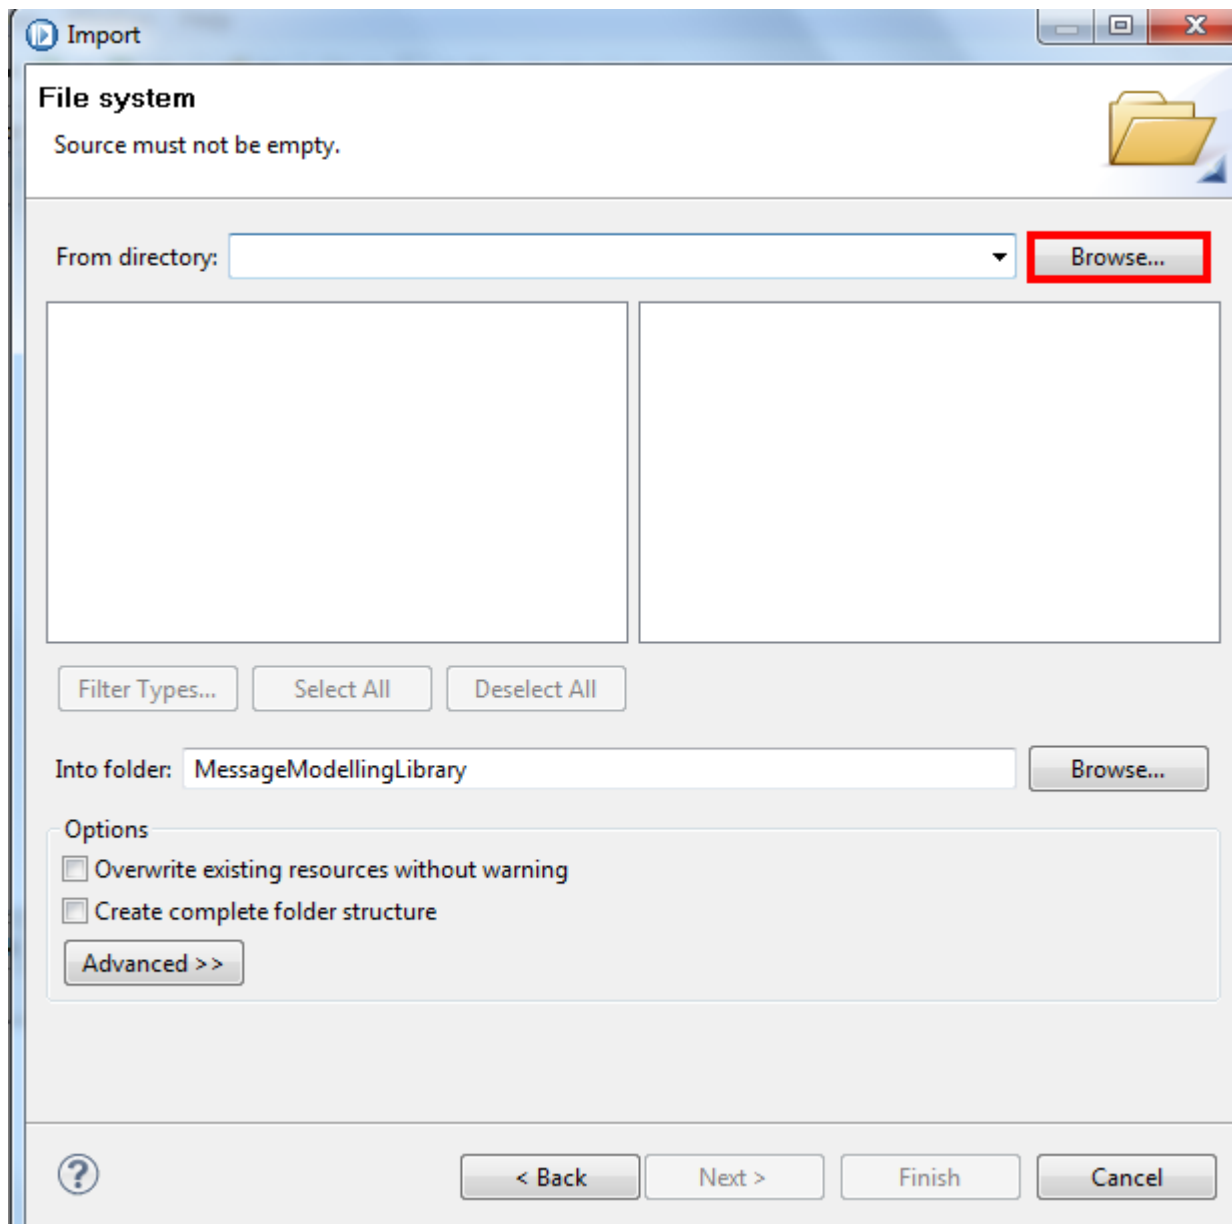 Import
File system
Source must not be empty.
From directory: Browse...
Filter Types... Select All Deselect All
Into folder: MessageModellingLibrary Browse...
Options
Overwrite existing resources without warning
Create complete folder structure
Advanced >>
? < Back Next > Finish Cancel